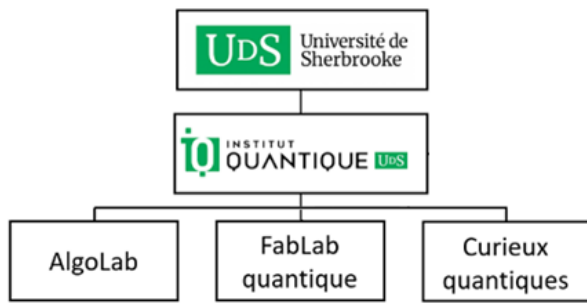 UDS Université de
Sherbrooke
INSTITUT
QUANTIQUE UDS
AlgoLab
FabLab
quantique
Curieux
quantiques